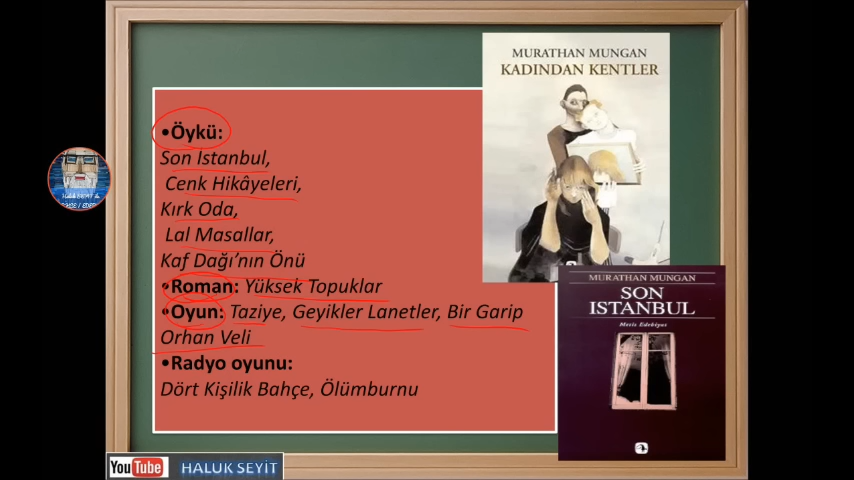 MURATHAN MUNGAN
KADINDAN KENTLER
•Öykü:
Son Istanbul,
Cenk Hikâyeleri,
Kırk Oda,
Lal Masallar,
Kaf Dağı’nın Önü
•Roman: Yüksek Topuklar
•Oyun: Taziye, Geyikler Lanetler, Bir Garip
Orhan Veli
•Radyo oyunu:
Dört Kişilik Bahçe, Ölümburnu
MURATHAN MUNGAN
SON
ISTANBUL
Metis Edebiyat
YouTube HALUK SEYİT